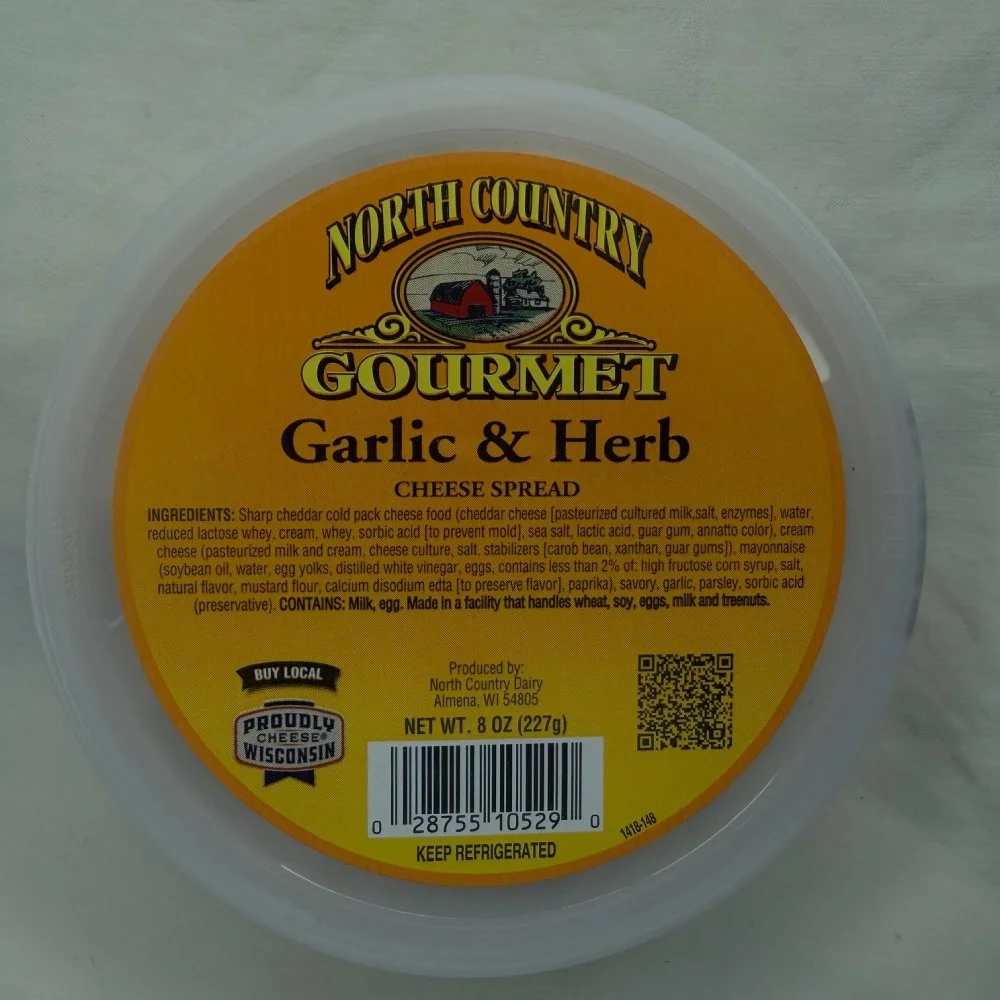 NORTH COUNTRY
GOURMET
Garlic & Herb
CHEESE SPREAD
INGREDIENTS: Sharp cheddar cold pack cheese food (cheddar cheese [pasteurized cultured milk,salt, enzymes], water,
reduced lactose whey, cream, whey, sorbic acid [to prevent mold], sea salt, lactic acid, guar gum, annatto color), cream
cheese (pasteurized milk and cream, cheese culture, salt, stabilizers [carob bean, xanthan, guar gums]), mayonnaise
(soybean oil, water, egg yolks, distilled white vinegar, eggs, contains less than 2% of: high fructose corn syrup, salt,
natural flavor, mustard flour, calcium disodium edta [to preserve flavor], paprika), savory, garlic, parsley, sorbic acid
(preservative). CONTAINS: Milk, egg. Made in a facility that handles wheat, soy, eggs, milk and treenuts.
BUY LOCAL
PROUDLY
CHEESE®
WISCONSIN
Produced by:
North Country Dairy
Almena, WI 54805
NET WT. 8 OZ (227g)
0 28755 10529 0
1418-148
KEEP REFRIGERATED